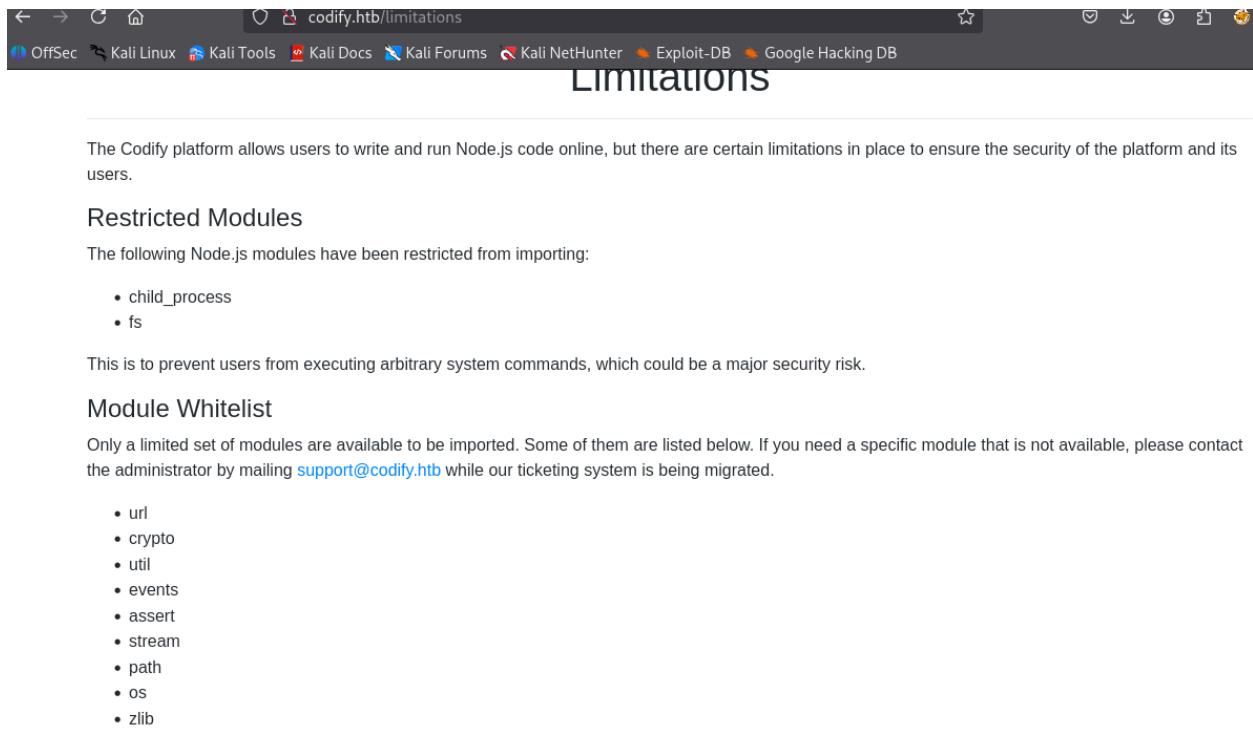 codify.htb/limitations
OffSec Kali Linux Kali Tools Kali Docs Kali Forums Kali NetHunter Exploit-DB Google Hacking DB
Limitations
The Codify platform allows users to write and run Node.js code online, but there are certain limitations in place to ensure the security of the platform and its
users.
Restricted Modules
The following Node.js modules have been restricted from importing:
• child_process
• fs
This is to prevent users from executing arbitrary system commands, which could be a major security risk.
Module Whitelist
Only a limited set of modules are available to be imported. Some of them are listed below. If you need a specific module that is not available, please contact
the administrator by mailing support@codify.htb while our ticketing system is being migrated.
• url
• crypto
• util
• events
• assert
• stream
• path
• os
• zlib